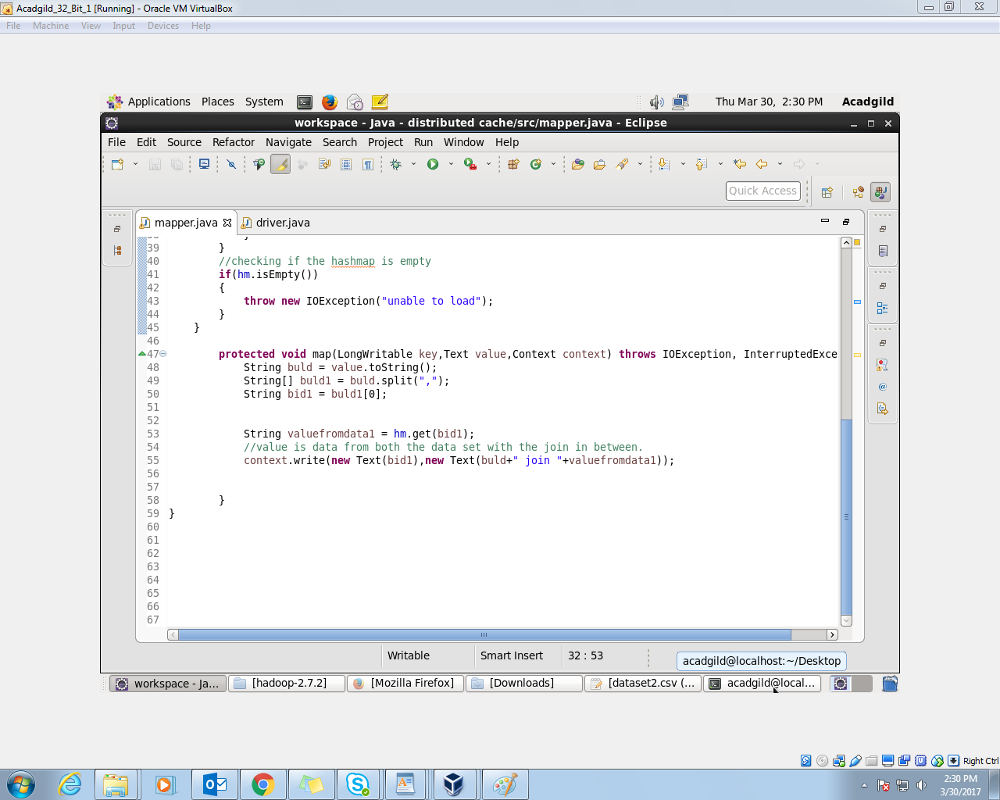 Acadgild_32_Bit_1 [Running] - Oracle VM VirtualBox
File Machine View Input Devices Help
Applications Places System Thu Mar 30, 2:30 PM Acadgild
workspace - Java - distributed cache/src/mapper.java - Eclipse
File Edit Source Refactor Navigate Search Project Run Window Help
Quick Access
mapper.java driver.java
39 }
40 //checking if the hashmap is empty
41 if(hm.isEmpty())
42 {
43 throw new IOException("unable to load");
44 }
45 }
46
47 protected void map(LongWritable key,Text value,Context context) throws IOException, InterruptedExce
48 String buld = value.toString();
49 String[] buld1 = buld.split(",");
50 String bid1 = buld1[0];
51
52
53 String valuefromdata1 = hm.get(bid1);
54 //value is data from both the data set with the join in between.
55 context.write(new Text(bid1),new Text(buld+" join "+valuefromdata1));
56
57
58 }
59 }
60
61
62
63
64
65
66
67
Writable Smart Insert 32 : 53
acadgild@localhost:~/Desktop
workspace - Ja... [hadoop-2.7.2] [Mozilla Firefox] [Downloads] [dataset2.csv (... acadgild@local...
Right Ctrl
2:30 PM
3/30/2017